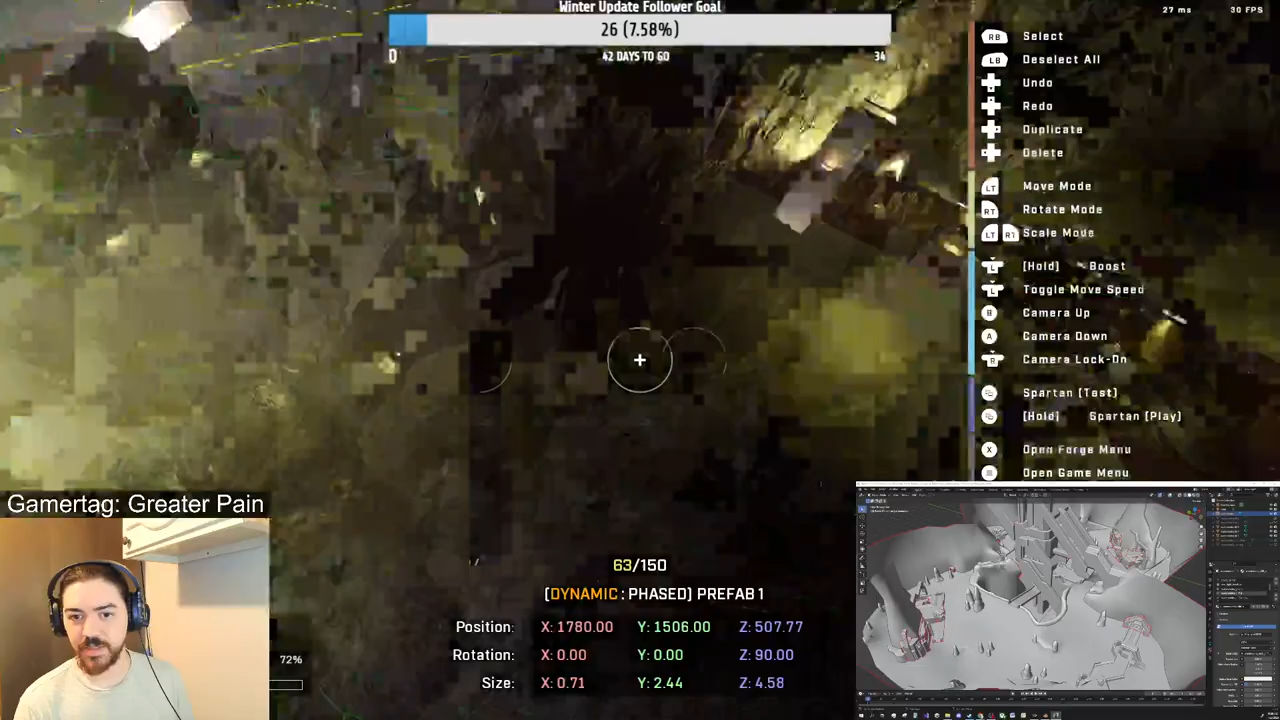 Winter Update Follower Goal
27 ms 30 FPS
26 (7.58%)
0 42 DAYS TO GO 34
RB Select
LB Deselect All
Undo
Redo
Duplicate
Delete
LT Move Mode
RT Rotate Mode
LT RT Scale Mode
L [Hold] Boost
L Toggle Move Speed
B Camera Up
A Camera Down
R Camera Lock-On
Spartan [Test]
[Hold] Spartan [Play]
X Open Forge Menu
Open Game Menu
Gamertag: Greater Pain
63/150
[DYNAMIC : PHASED] PREFAB 1
Position: X: 1780.00 Y: 1506.00 Z: 507.77
Rotation: X: 0.00 Y: 0.00 Z: 90.00
72%
Size: X: 0.71 Y: 2.44 Z: 4.58